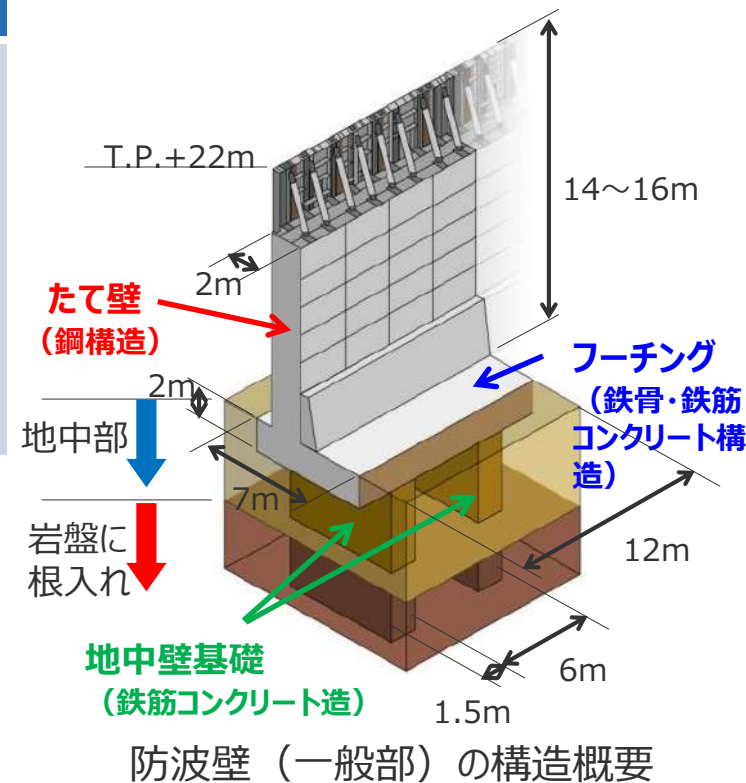 T.P.+22m
14～16m
2m
たて壁
（鋼構造）
フーチング
（鉄骨・鉄筋
コンクリート構
造）
2m
地中部
7m
岩盤に
根入れ
12m
地中壁基礎
（鉄筋コンクリート造）
6m
1.5m
防波壁（一般部）の構造概要